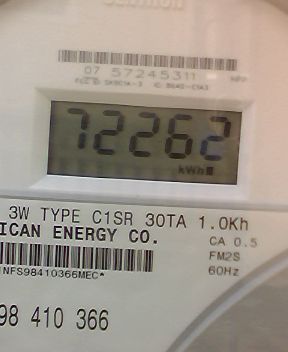 07 57245311
72262
kWh
3W TYPE C1SR 30TA 1.0Kh
ICAN ENERGY CO.
CA 0.5
FM2S
60Hz
NFS98410366MEC*
98 410 366